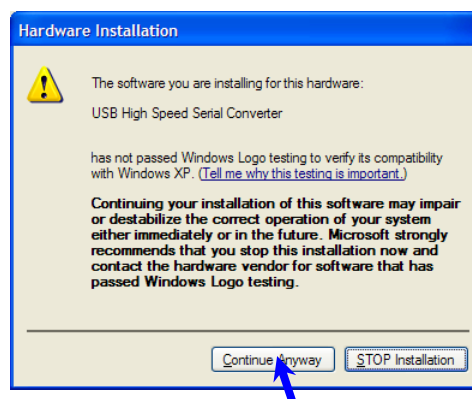 Hardware Installation
The software you are installing for this hardware:
USB High Speed Serial Converter
has not passed Windows Logo testing to verify its compatibility
with Windows XP. (Tell me why this testing is important.)
Continuing your installation of this software may impair
or destabilize the correct operation of your system
either immediately or in the future. Microsoft strongly
recommends that you stop this installation now and
contact the hardware vendor for software that has
passed Windows Logo testing.
Continue Anyway STOP Installation